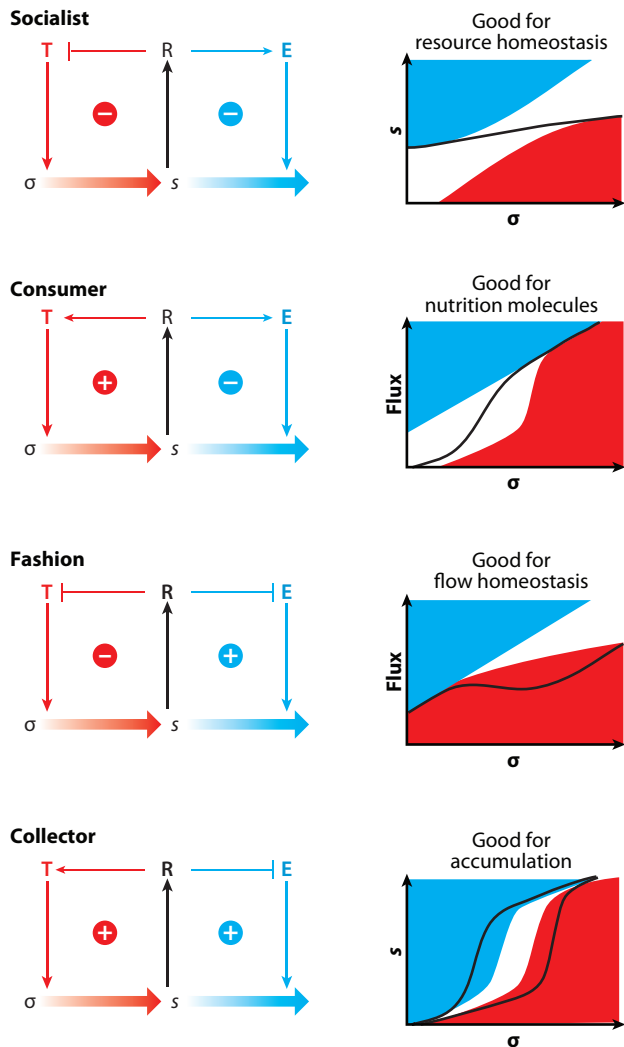 Socialist
T R E
− −
σ s
Good for
resource homeostasis
s
σ
Consumer
T R E
+ −
σ s
Good for
nutrition molecules
Flux
σ
Fashion
T R E
− +
σ s
Good for
flow homeostasis
Flux
σ
Collector
T R E
+ +
σ s
Good for
accumulation
s
σ